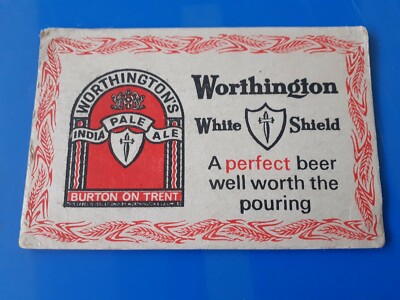 WORTHINGTON'S
PALE
INDIA ALE
BURTON ON TRENT
Worthington
White Shield
A perfect beer
well worth the
pouring